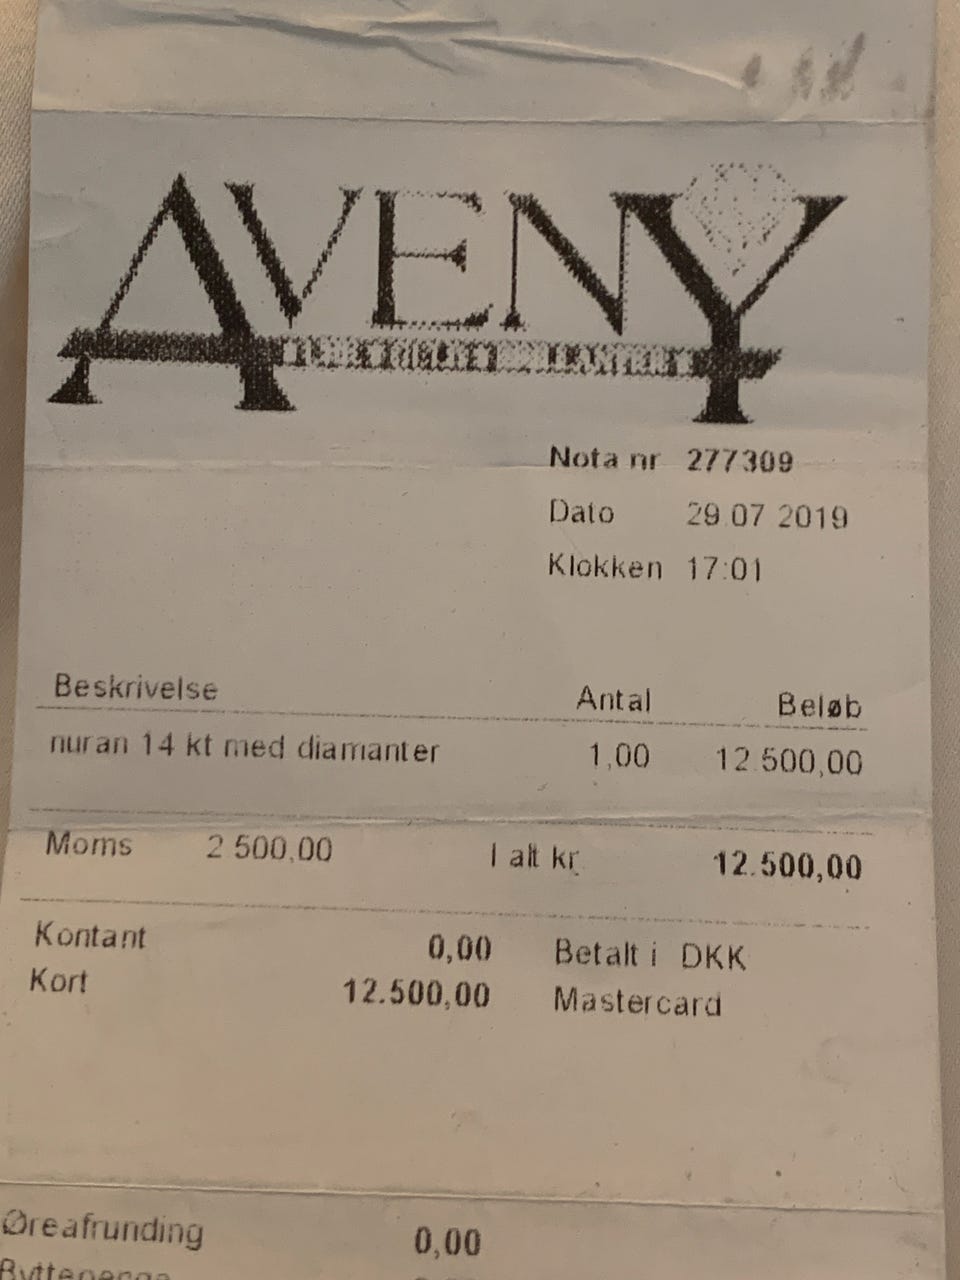 AVENY
Nota nr 277309
Dato 29.07 2019
Klokken 17:01
Beskrivelse Antal Beløb
nuran 14 kt med diamanter 1,00 12.500,00
Moms 2 500,00 I alt kr. 12.500,00
Kontant 0,00 Betalt i DKK
Kort 12.500,00 Mastercard
Øreafrunding 0,00